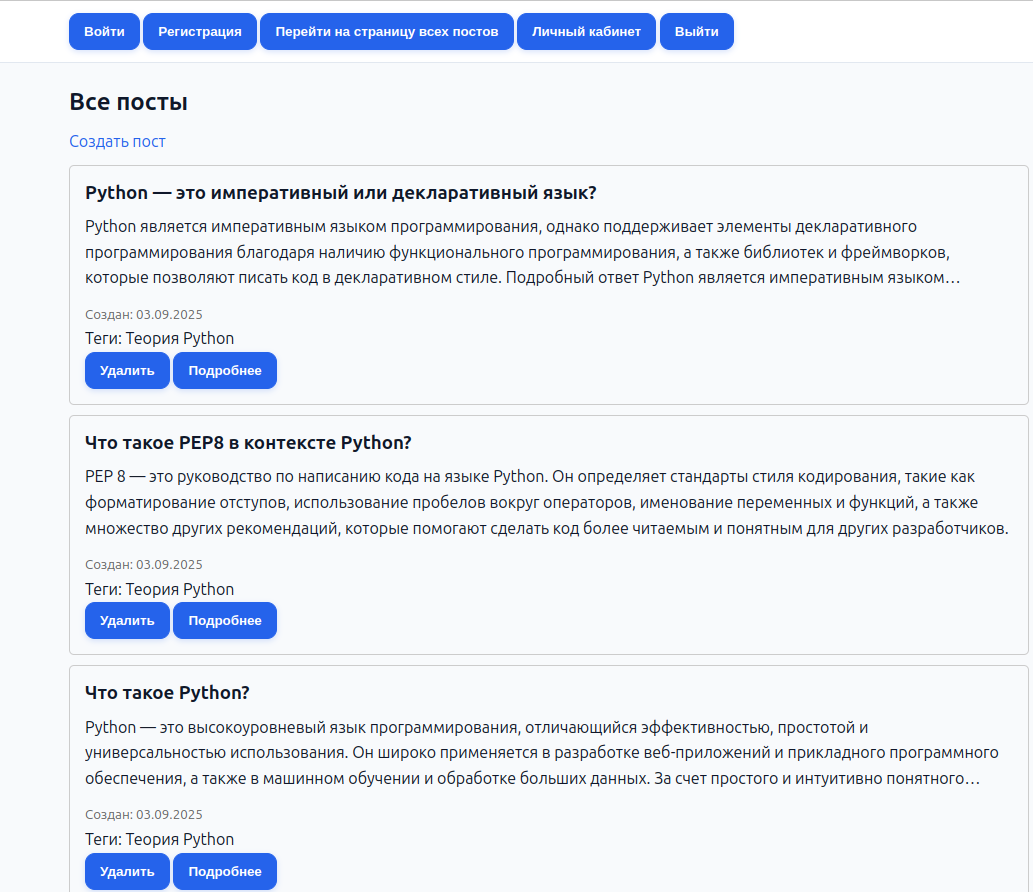 Войти Регистрация Перейти на страницу всех постов Личный кабинет Выйти
Все посты
Создать пост
Python — это императивный или декларативный язык?
Python является императивным языком программирования, однако поддерживает элементы декларативного
программирования благодаря наличию функционального программирования, а также библиотек и фреймворков,
которые позволяют писать код в декларативном стиле. Подробный ответ Python является императивным языком…
Создан: 03.09.2025
Теги: Теория Python
Удалить Подробнее
Что такое PEP8 в контексте Python?
PEP 8 — это руководство по написанию кода на языке Python. Он определяет стандарты стиля кодирования, такие как
форматирование отступов, использование пробелов вокруг операторов, именование переменных и функций, а также
множество других рекомендаций, которые помогают сделать код более читаемым и понятным для других разработчиков.
Создан: 03.09.2025
Теги: Теория Python
Удалить Подробнее
Что такое Python?
Python — это высокоуровневый язык программирования, отличающийся эффективностью, простотой и
универсальностью использования. Он широко применяется в разработке веб-приложений и прикладного программного
обеспечения, а также в машинном обучении и обработке больших данных. За счет простого и интуитивно понятного…
Создан: 03.09.2025
Теги: Теория Python
Удалить Подробнее